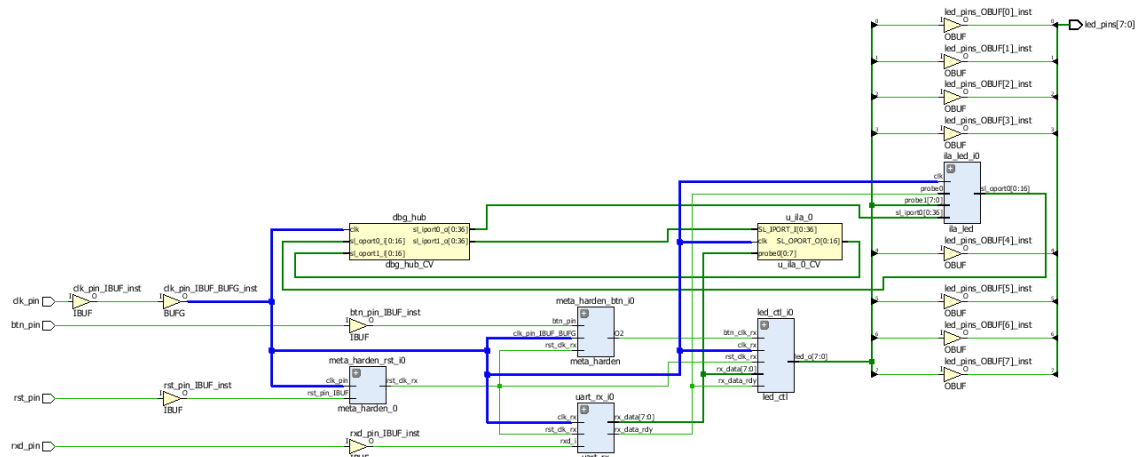 led_pins_OBUF[0]_inst
I O
OBUF
led_pins[7:0]
led_pins_OBUF[1]_inst
I O
OBUF
led_pins_OBUF[2]_inst
I O
OBUF
led_pins_OBUF[3]_inst
I O
OBUF
ila_led_i0
clk
probe0
probe1[7:0]
sl_iport0[0:36]
sl_oport0[0:16]
ila_led
dbg_hub
clk
sl_oport0_i[0:16]
sl_oport1_i[0:16]
sl_iport0_o[0:36]
sl_iport1_o[0:36]
dbg_hub_CV
u_ila_0
SL_IPORT_I[0:36]
clk
probe0[0:7]
SL_OPORT_O[0:16]
u_ila_0_CV
led_pins_OBUF[4]_inst
I O
OBUF
clk_pin
clk_pin_IBUF_inst
I O
IBUF
clk_pin_IBUF_BUFG_inst
I O
BUFG
led_pins_OBUF[5]_inst
I O
OBUF
btn_pin
btn_pin_IBUF_inst
I O
IBUF
meta_harden_btn_i0
btn_pin
clk_pin_IBUF_BUFG
rst_clk_rx
O2
meta_harden
led_ctl_i0
btn_clk_rx
clk_rx
rst_clk_rx
rx_data[7:0]
rx_data_rdy
led_o[7:0]
led_ctl
led_pins_OBUF[6]_inst
I O
OBUF
led_pins_OBUF[7]_inst
I O
OBUF
meta_harden_rst_i0
clk_pin
rst_pin_IBUF
rst_clk_rx
meta_harden_0
rst_pin
rst_pin_IBUF_inst
I O
IBUF
uart_rx_i0
clk_rx
rst_clk_rx
rxd_i
rx_data[7:0]
rx_data_rdy
uart_rx
rxd_pin
rxd_pin_IBUF_inst
I O
IBUF